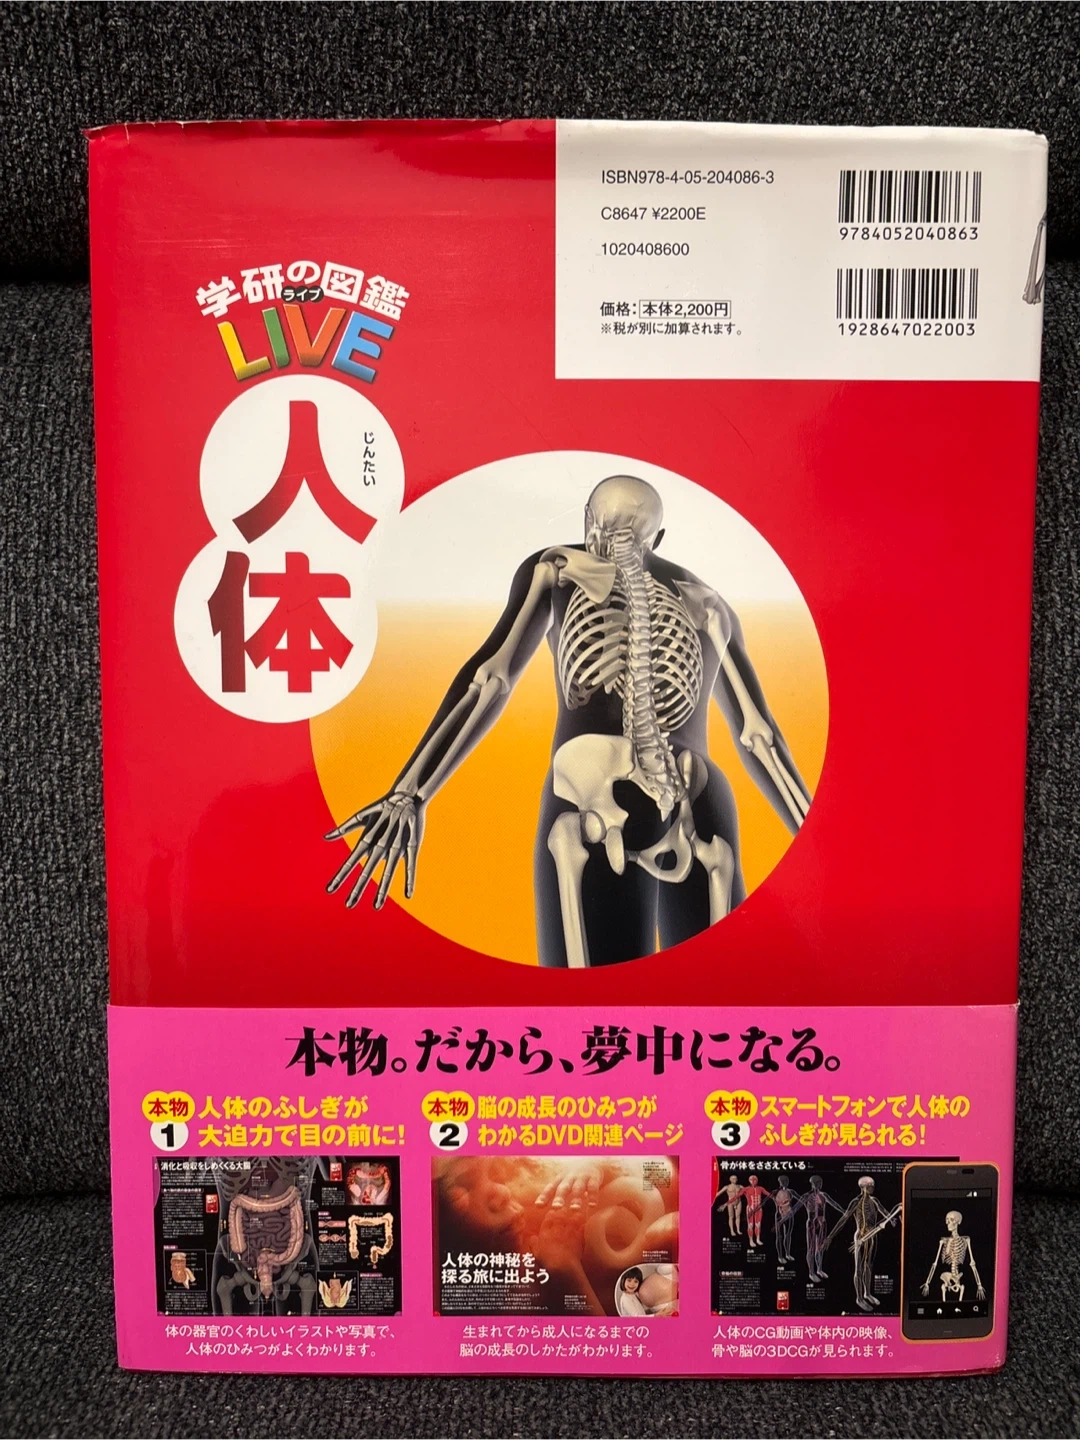 ISBN978-4-05-204086-3
C8647 ¥2200E
1020408600
価格：本体2,200円
※税が別に加算されます。
9784052040863
1928647022003
学研の図鑑
ライブ
LIVE
人体
じんたい
本物。だから、夢中になる。
本物
1
人体のふしぎが
大迫力で目の前に！
消化と吸収をしめくくる大腸
体の器官のくわしいイラストや写真で、
人体のひみつがよくわかります。
本物
2
脳の成長のひみつが
わかるDVD関連ページ
人体の神秘を
探る旅に出よう
生まれてから成人になるまでの
脳の成長のしかたがわかります。
本物
3
スマートフォンで人体の
ふしぎが見られる！
骨が体をささえている
人体のCG動画や体内の映像、
骨や脳の3DCGが見られます。